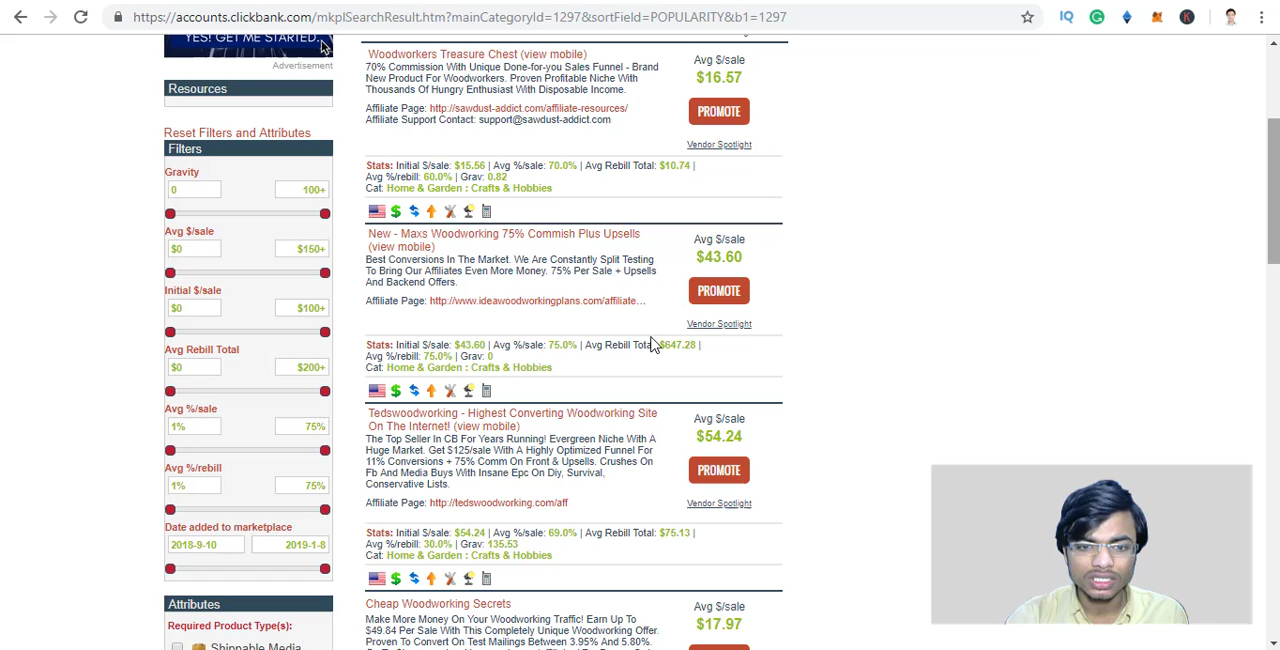 https://accounts.clickbank.com/mkplSearchResult.htm?mainCategoryId=1297&sortField=POPULARITY&b1=1297
YES! GET ME STARTED..
Advertisement
Resources
Reset Filters and Attributes
Filters
Gravity
0 100+
Avg $/sale
$0 $150+
Initial $/sale
$0 $100+
Avg Rebill Total
$0 $200+
Avg %/sale
1% 75%
Avg %/rebill
1% 75%
Date added to marketplace
2018-9-10 2019-1-8
Attributes
Required Product Type(s):
Shippable Media
Woodworkers Treasure Chest (view mobile)
70% Commission With Unique Done-for-you Sales Funnel - Brand
New Product For Woodworkers. Proven Profitable Niche With
Thousands Of Hungry Enthusiast With Disposable Income.
Affiliate Page: http://sawdust-addict.com/affiliate-resources/
Affiliate Support Contact: support@sawdust-addict.com
Avg $/sale
$16.57
PROMOTE
Vendor Spotlight
Stats: Initial $/sale: $15.56 | Avg %/sale: 70.0% | Avg Rebill Total: $10.74 |
Avg %/rebill: 60.0% | Grav: 0.82
Cat: Home & Garden : Crafts & Hobbies
New - Maxs Woodworking 75% Commish Plus Upsells
(view mobile)
Best Conversions In The Market. We Are Constantly Split Testing
To Bring Our Affiliates Even More Money. 75% Per Sale + Upsells
And Backend Offers.
Affiliate Page: http://www.ideawoodworkingplans.com/affiliate...
Avg $/sale
$43.60
PROMOTE
Vendor Spotlight
Stats: Initial $/sale: $43.60 | Avg %/sale: 75.0% | Avg Rebill Total: $647.28 |
Avg %/rebill: 75.0% | Grav: 0
Cat: Home & Garden : Crafts & Hobbies
Tedswoodworking - Highest Converting Woodworking Site
On The Internet! (view mobile)
The Top Seller In CB For Years Running! Evergreen Niche With A
Huge Market. Get $125/sale With A Highly Optimized Funnel For
11% Conversions + 75% Comm On Front & Upsells. Crushes On
Fb And Media Buys With Insane Epc On Diy, Survival,
Conservative Lists.
Affiliate Page: http://tedswoodworking.com/aff
Avg $/sale
$54.24
PROMOTE
Vendor Spotlight
Stats: Initial $/sale: $54.24 | Avg %/sale: 69.0% | Avg Rebill Total: $75.13 |
Avg %/rebill: 30.0% | Grav: 135.53
Cat: Home & Garden : Crafts & Hobbies
Cheap Woodworking Secrets
Make More Money On Your Woodworking Traffic! Earn Up To
$49.84 Per Sale With This Completely Unique Woodworking Offer.
Proven To Convert On Test Mailings Between 3.95% And 5.80%.
Avg $/sale
$17.97